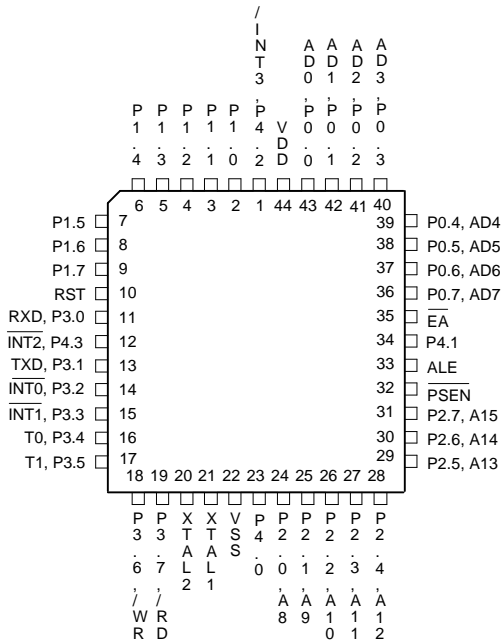 /INT3, P4.2
AD0, P0.0
AD1, P0.1
AD2, P0.2
AD3, P0.3
P1.4
P1.3
P1.2
P1.1
P1.0
VDD
6 5 4 3 2 1 44 43 42 41 40
P1.5 7
P1.6 8
P1.7 9
RST 10
RXD, P3.0 11
INT2, P4.3 12
TXD, P3.1 13
INT0, P3.2 14
INT1, P3.3 15
T0, P3.4 16
T1, P3.5 17
39 P0.4, AD4
38 P0.5, AD5
37 P0.6, AD6
36 P0.7, AD7
35 EA
34 P4.1
33 ALE
32 PSEN
31 P2.7, A15
30 P2.6, A14
29 P2.5, A13
18 19 20 21 22 23 24 25 26 27 28
P3.6, /WR
P3.7, /RD
XTAL2
XTAL1
VSS
P4.0
P2.0, A8
P2.1, A9
P2.2, A10
P2.3, A11
P2.4, A12